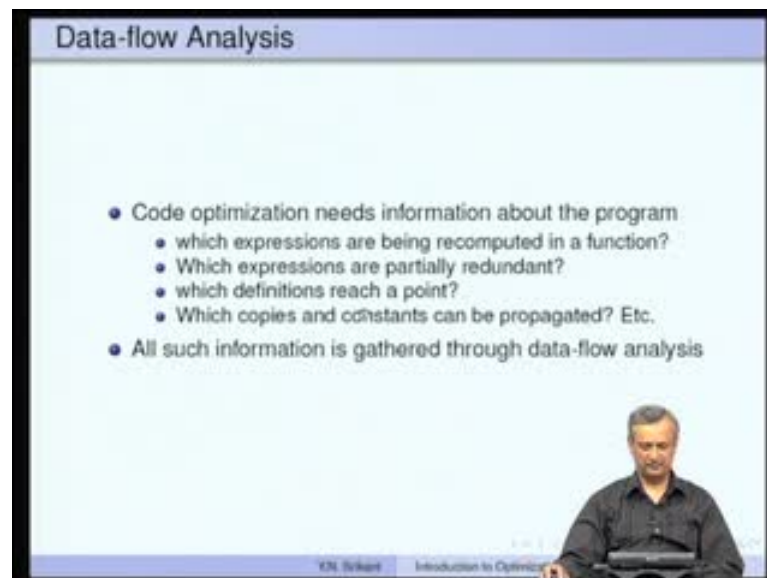 Data-flow Analysis
Code optimization needs information about the program
which expressions are being recomputed in a function?
Which expressions are partially redundant?
which definitions reach a point?
Which copies and constants can be propagated? Etc.
All such information is gathered through data-flow analysis
Y.N. Srikant Introduction to